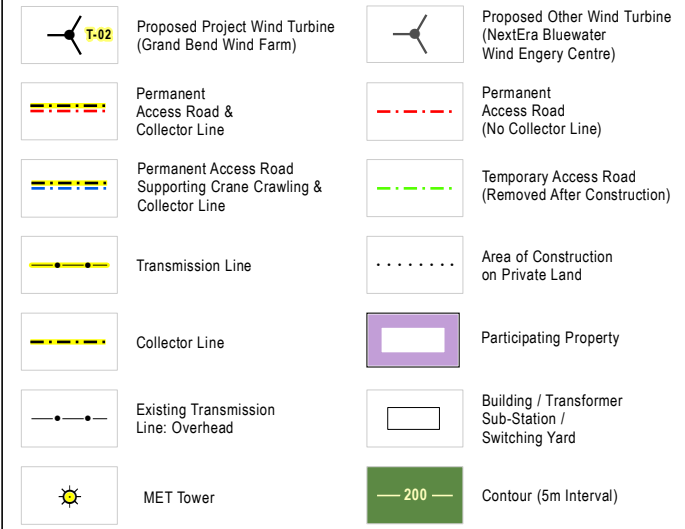 T-02
Proposed Project Wind Turbine
(Grand Bend Wind Farm)
Proposed Other Wind Turbine
(NextEra Bluewater
Wind Engery Centre)
Permanent
Access Road &
Collector Line
Permanent
Access Road
(No Collector Line)
Permanent Access Road
Supporting Crane Crawling &
Collector Line
Temporary Access Road
(Removed After Construction)
Transmission Line
Area of Construction
on Private Land
Collector Line
Participating Property
Existing Transmission
Line: Overhead
Building / Transformer
Sub-Station /
Switching Yard
MET Tower
200
Contour (5m Interval)